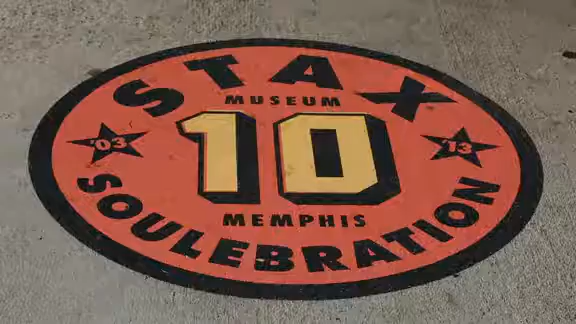 STAX
MUSEUM
'03 10 '13
MEMPHIS
SOULEBRATION